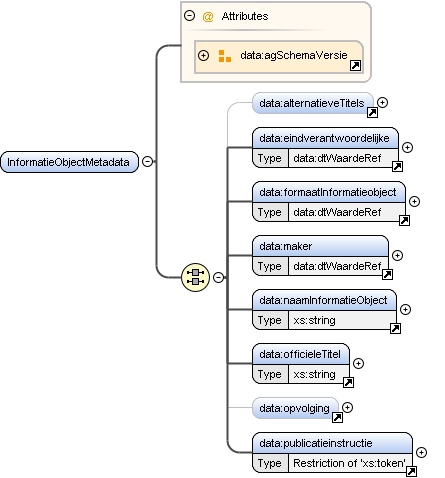 Attributes
data:agSchemaVersie
InformatieObjectMetadata
data:alternatieveTitels
data:eindverantwoordelijke
Type data:dtWaardeRef
data:formaatInformatieobject
Type data:dtWaardeRef
data:maker
Type data:dtWaardeRef
data:naamInformatieObject
Type xs:string
data:officieleTitel
Type xs:string
data:opvolging
data:publicatieinstructie
Type Restriction of 'xs:token'